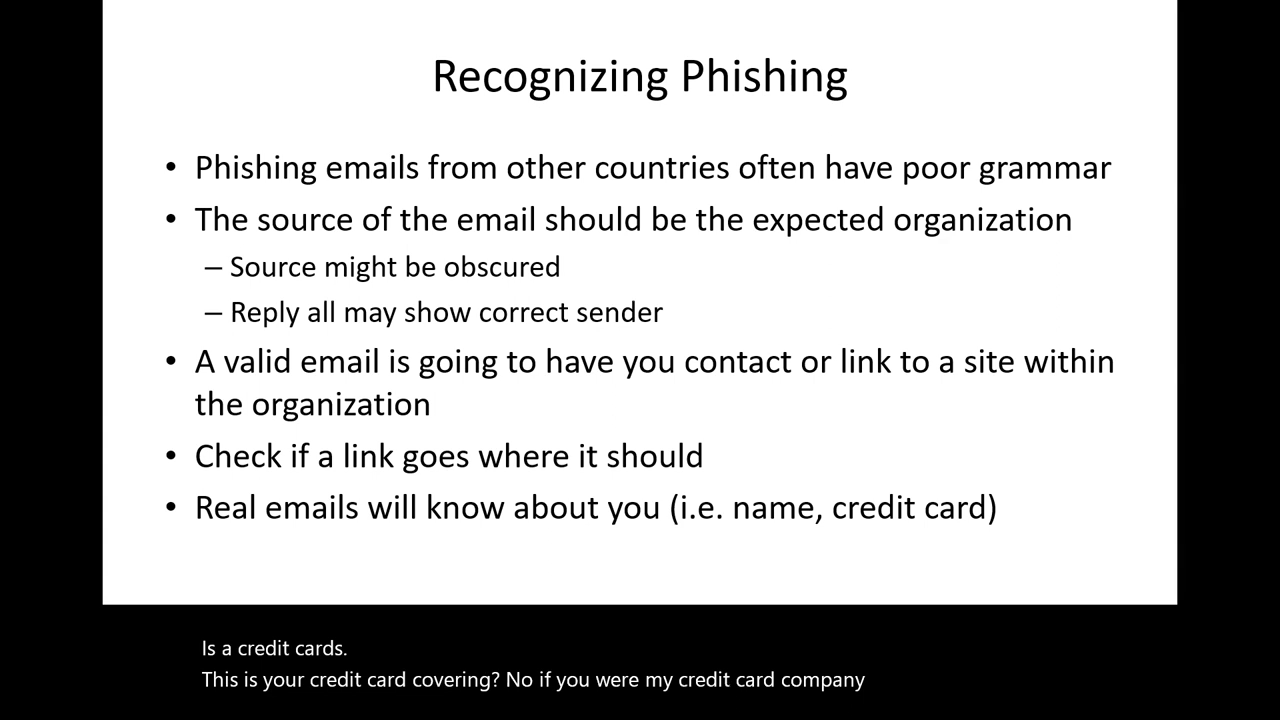 Recognizing Phishing
• Phishing emails from other countries often have poor grammar
• The source of the email should be the expected organization
– Source might be obscured
– Reply all may show correct sender
• A valid email is going to have you contact or link to a site within
the organization
• Check if a link goes where it should
• Real emails will know about you (i.e. name, credit card)
Is a credit cards.
This is your credit card covering? No if you were my credit card company